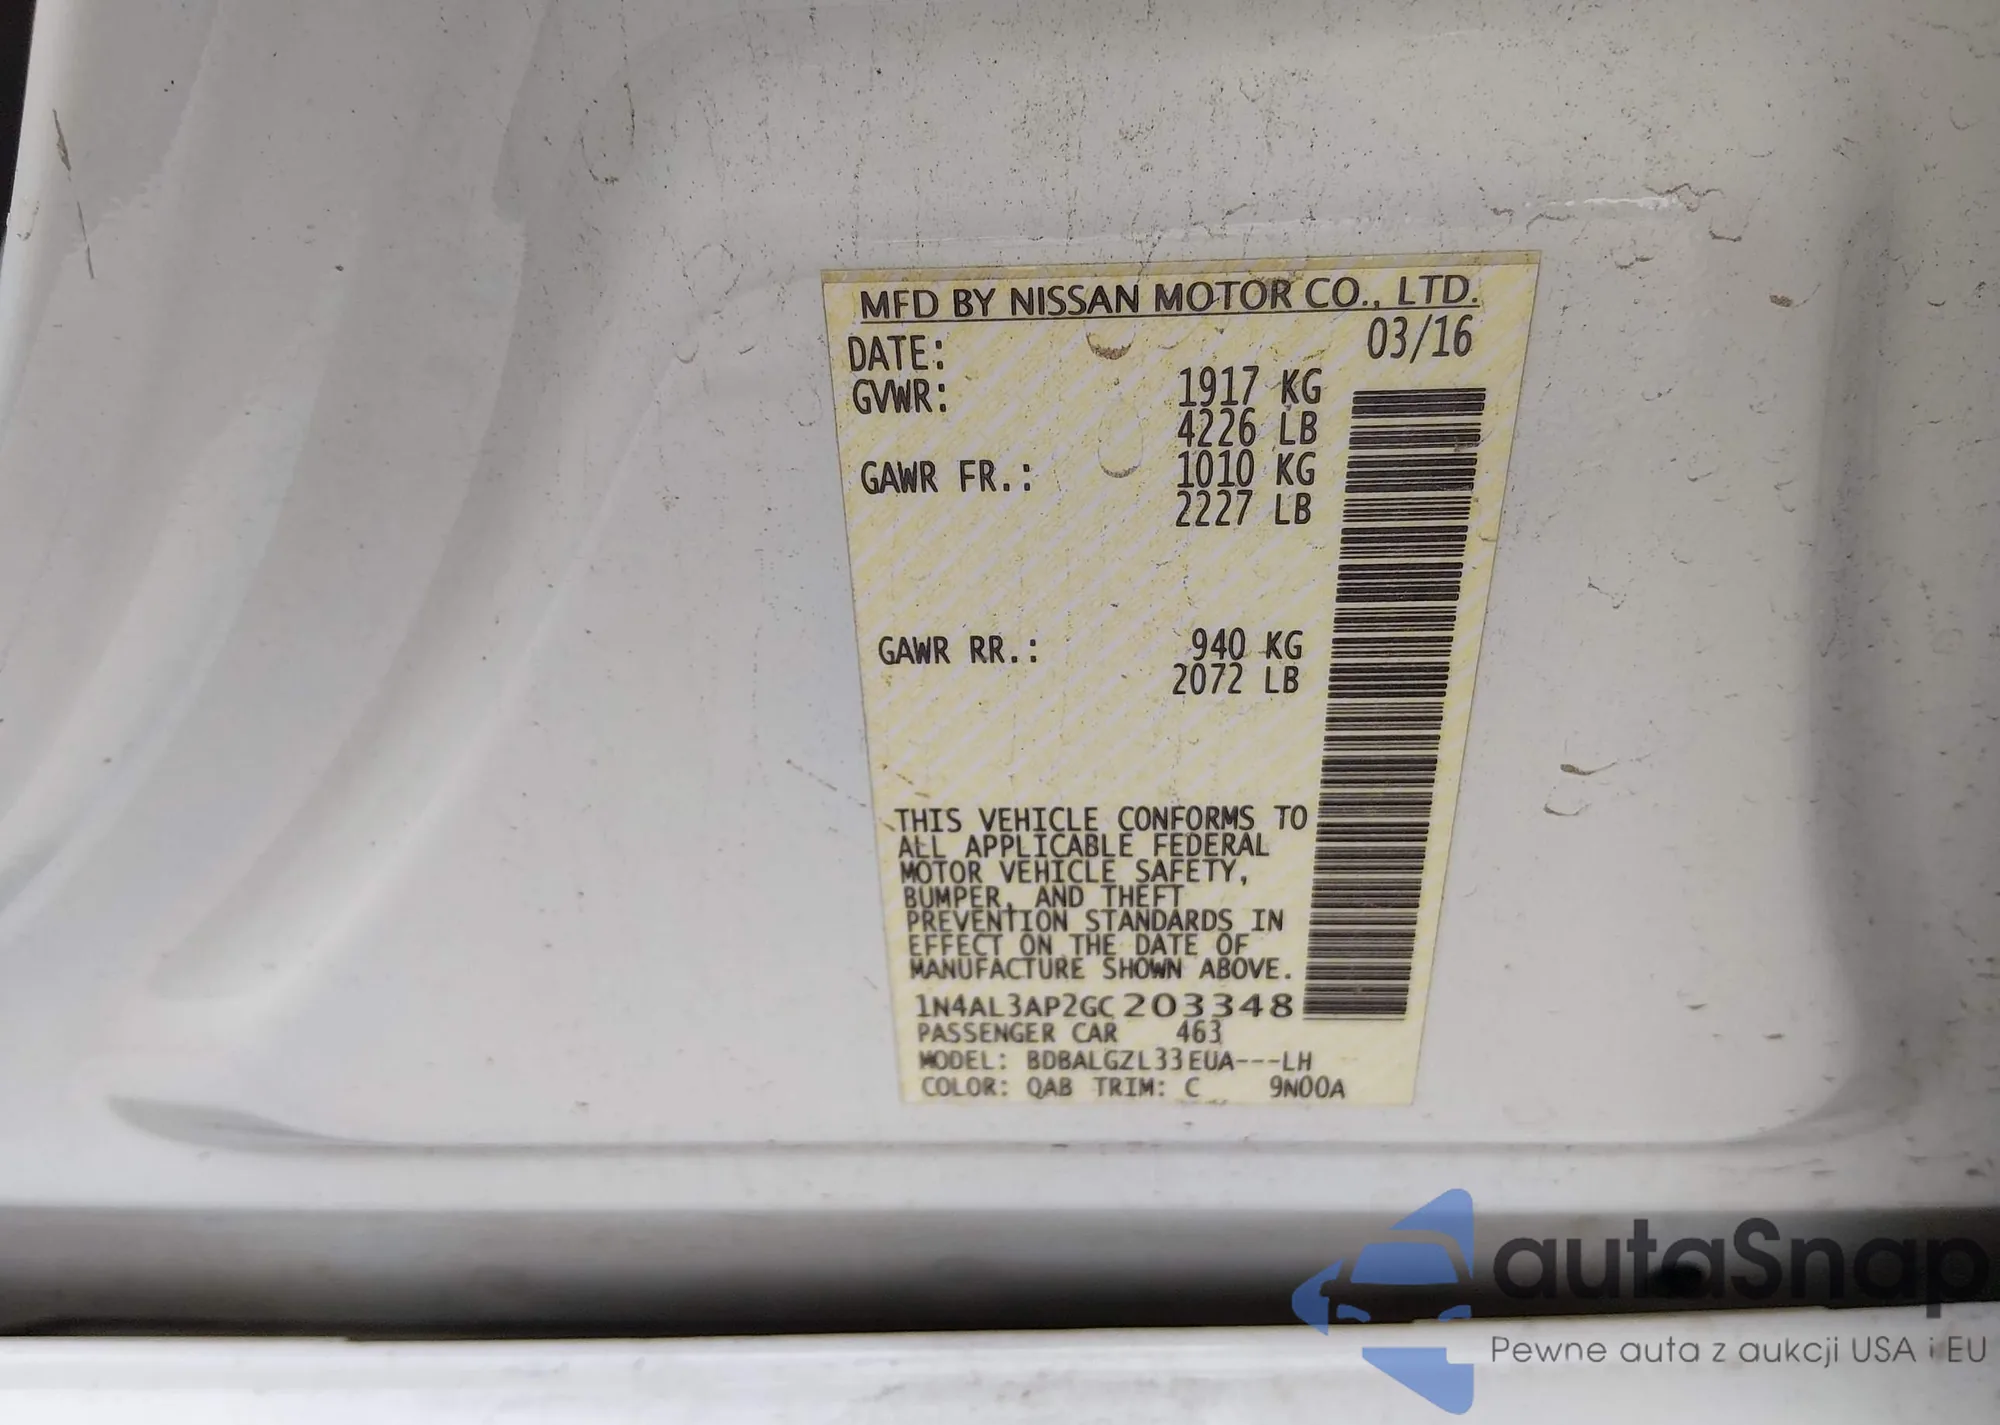 MFD BY NISSAN MOTOR CO., LTD.
DATE: 03/16
GVWR: 1917 KG
4226 LB
GAWR FR.: 1010 KG
2227 LB
GAWR RR.: 940 KG
2072 LB
THIS VEHICLE CONFORMS TO
ALL APPLICABLE FEDERAL
MOTOR VEHICLE SAFETY,
BUMPER, AND THEFT
PREVENTION STANDARDS IN
EFFECT ON THE DATE OF
MANUFACTURE SHOWN ABOVE.
1N4AL3AP2GC203348
PASSENGER CAR 463
MODEL: BDBALGZL33EUA---LH
COLOR: QAB TRIM: C 9N00A
autaSnap
Pewne auta z aukcji USA i EU